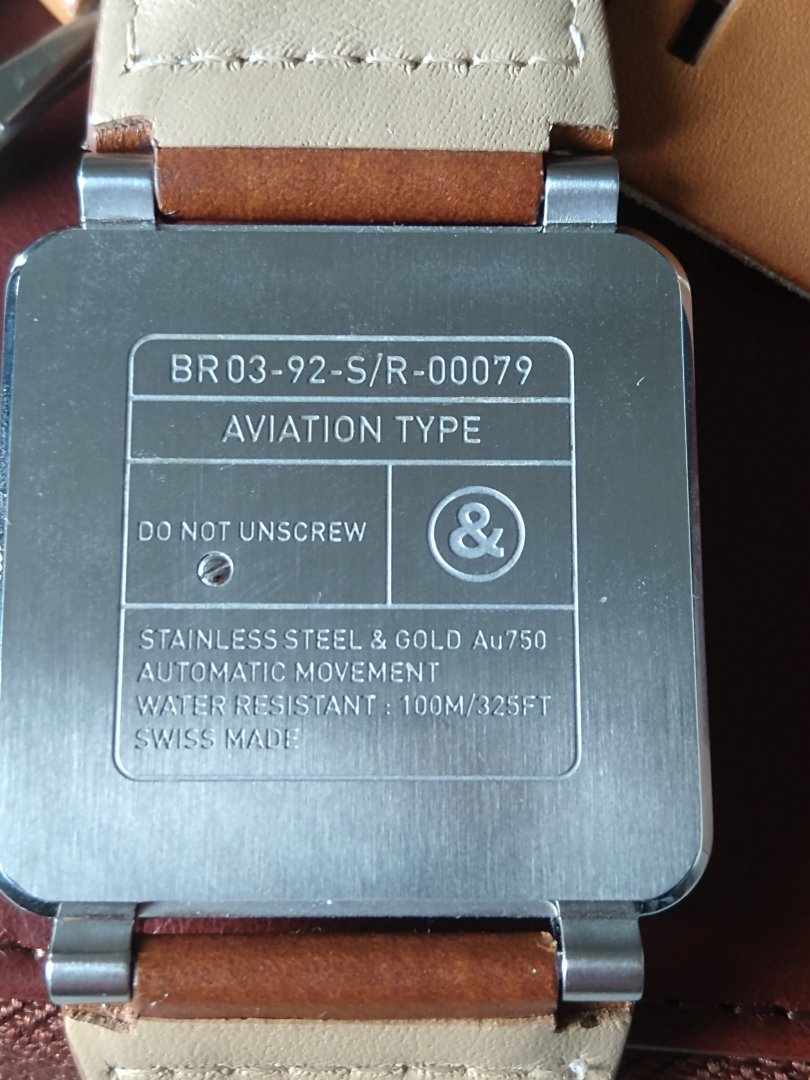 BR03-92-S/R-00079
AVIATION TYPE
DO NOT UNSCREW
&
STAINLESS STEEL & GOLD Au750
AUTOMATIC MOVEMENT
WATER RESISTANT : 100M/325FT
SWISS MADE